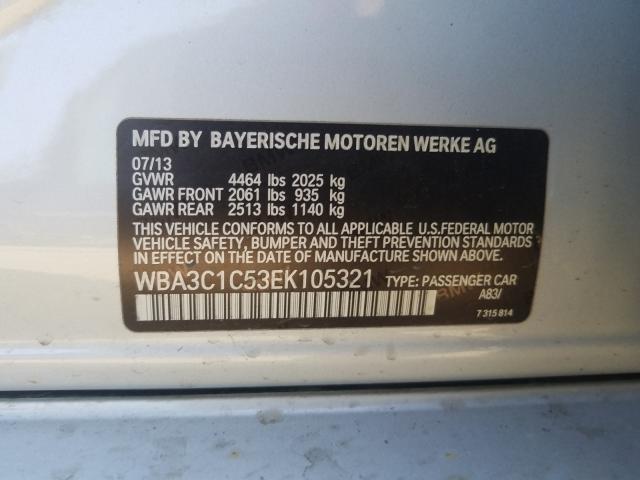 MFD BY BAYERISCHE MOTOREN WERKE AG
07/13
GVWR 4464 lbs 2025 kg
GAWR FRONT 2061 lbs 935 kg
GAWR REAR 2513 lbs 1140 kg
THIS VEHICLE CONFORMS TO ALL APPLICABLE U.S.FEDERAL MOTOR
VEHICLE SAFETY, BUMPER AND THEFT PREVENTION STANDARDS
IN EFFECT ON THE DATE OF MANUFACTURE SHOWN ABOVE.
WBA3C1C53EK105321 TYPE: PASSENGER CAR
A83/
7 315 814